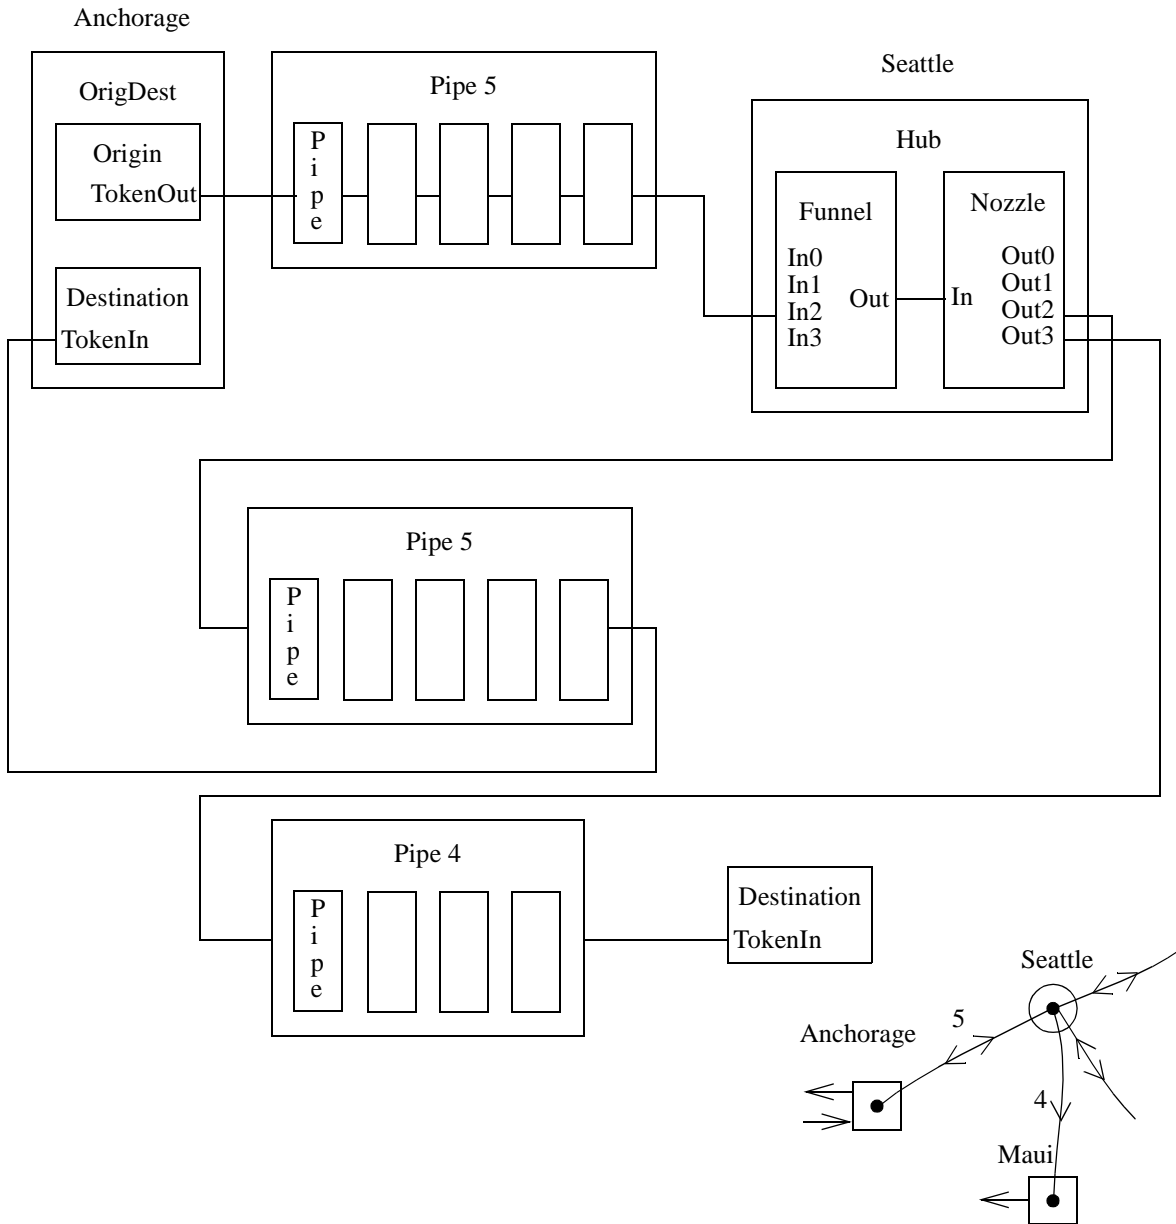 Anchorage
OrigDest
Origin
TokenOut
Destination
TokenIn
Pipe 5
P
i
p
e
Seattle
Hub
Funnel
In0
In1
In2
In3
Out
Nozzle
In
Out0
Out1
Out2
Out3
Pipe 5
P
i
p
e
Pipe 4
P
i
p
e
Destination
TokenIn
Seattle
5
Anchorage
4
Maui